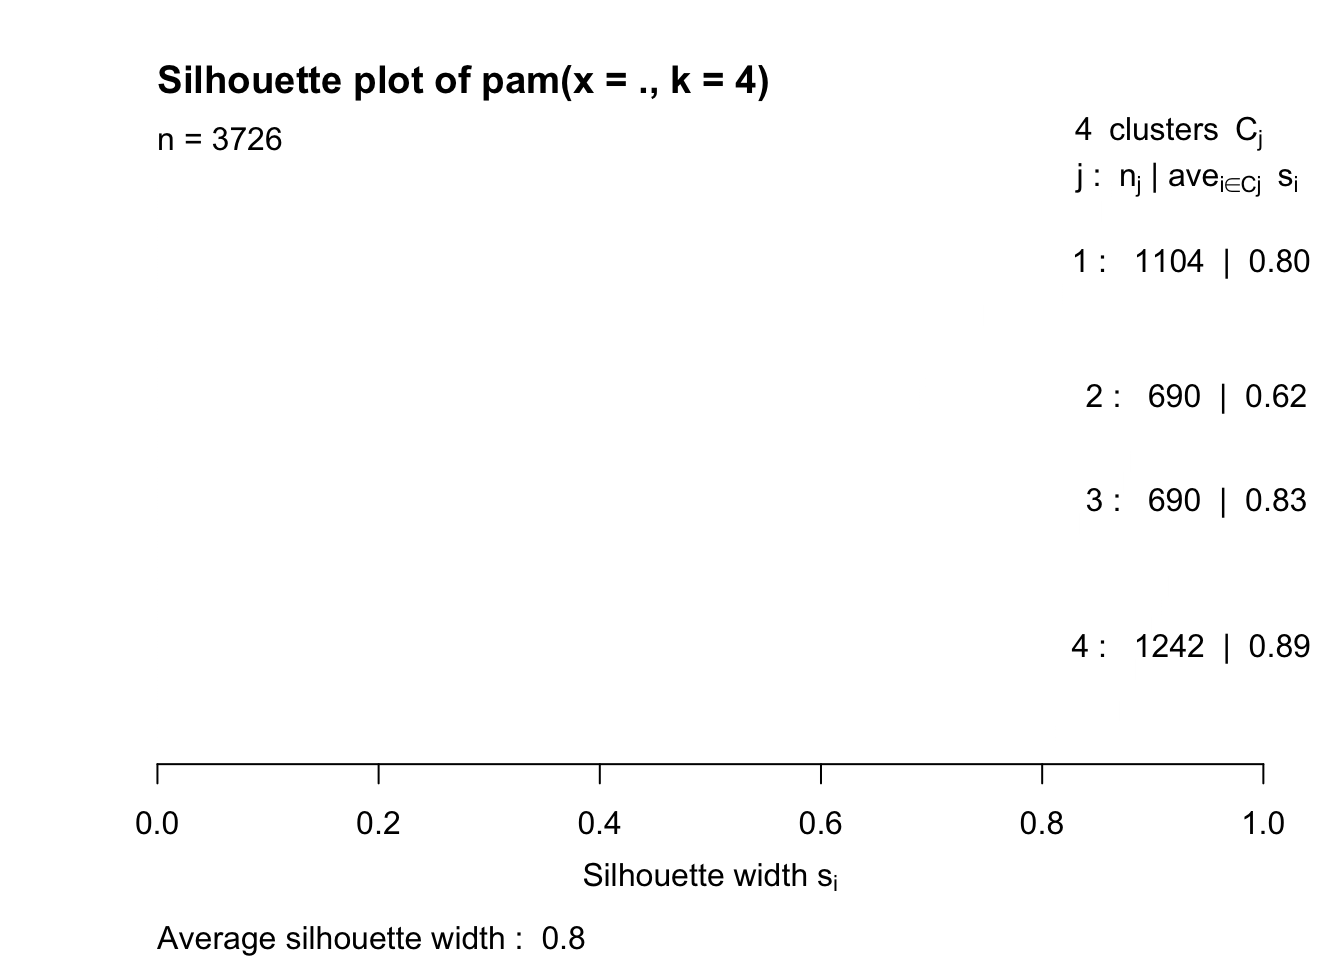 Silhouette plot of pam(x = ., k = 4)
n = 3726
4 clusters Cj
j : nj | avei∈Cj si
1 : 1104 | 0.80
2 : 690 | 0.62
3 : 690 | 0.83
4 : 1242 | 0.89
0.0 0.2 0.4 0.6 0.8 1.0
Silhouette width si
Average silhouette width : 0.8